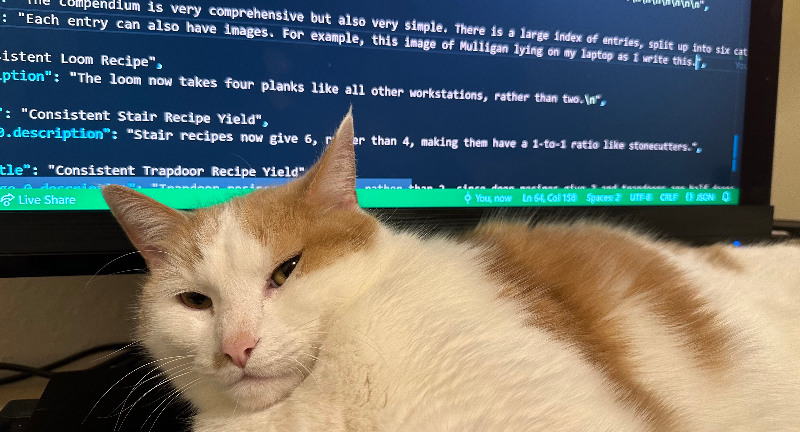 The compendium is very comprehensive but also very simple. There is a large index of entries, split up into six cat
: "Each entry can also have images. For example, this image of Mulligan lying on my laptop as I write this.",
istent Loom Recipe",
iption": "The loom now takes four planks like all other workstations, rather than two.\n",
": "Consistent Stair Recipe Yield",
0.description": "Stair recipes now give 6, rather than 4, making them have a 1-to-1 ratio like stonecutters.",
tle": "Consistent Trapdoor Recipe Yield"
Live Share You, now Ln 64, Col 158 Spaces: 2 UTF-8 CRLF {} JSON